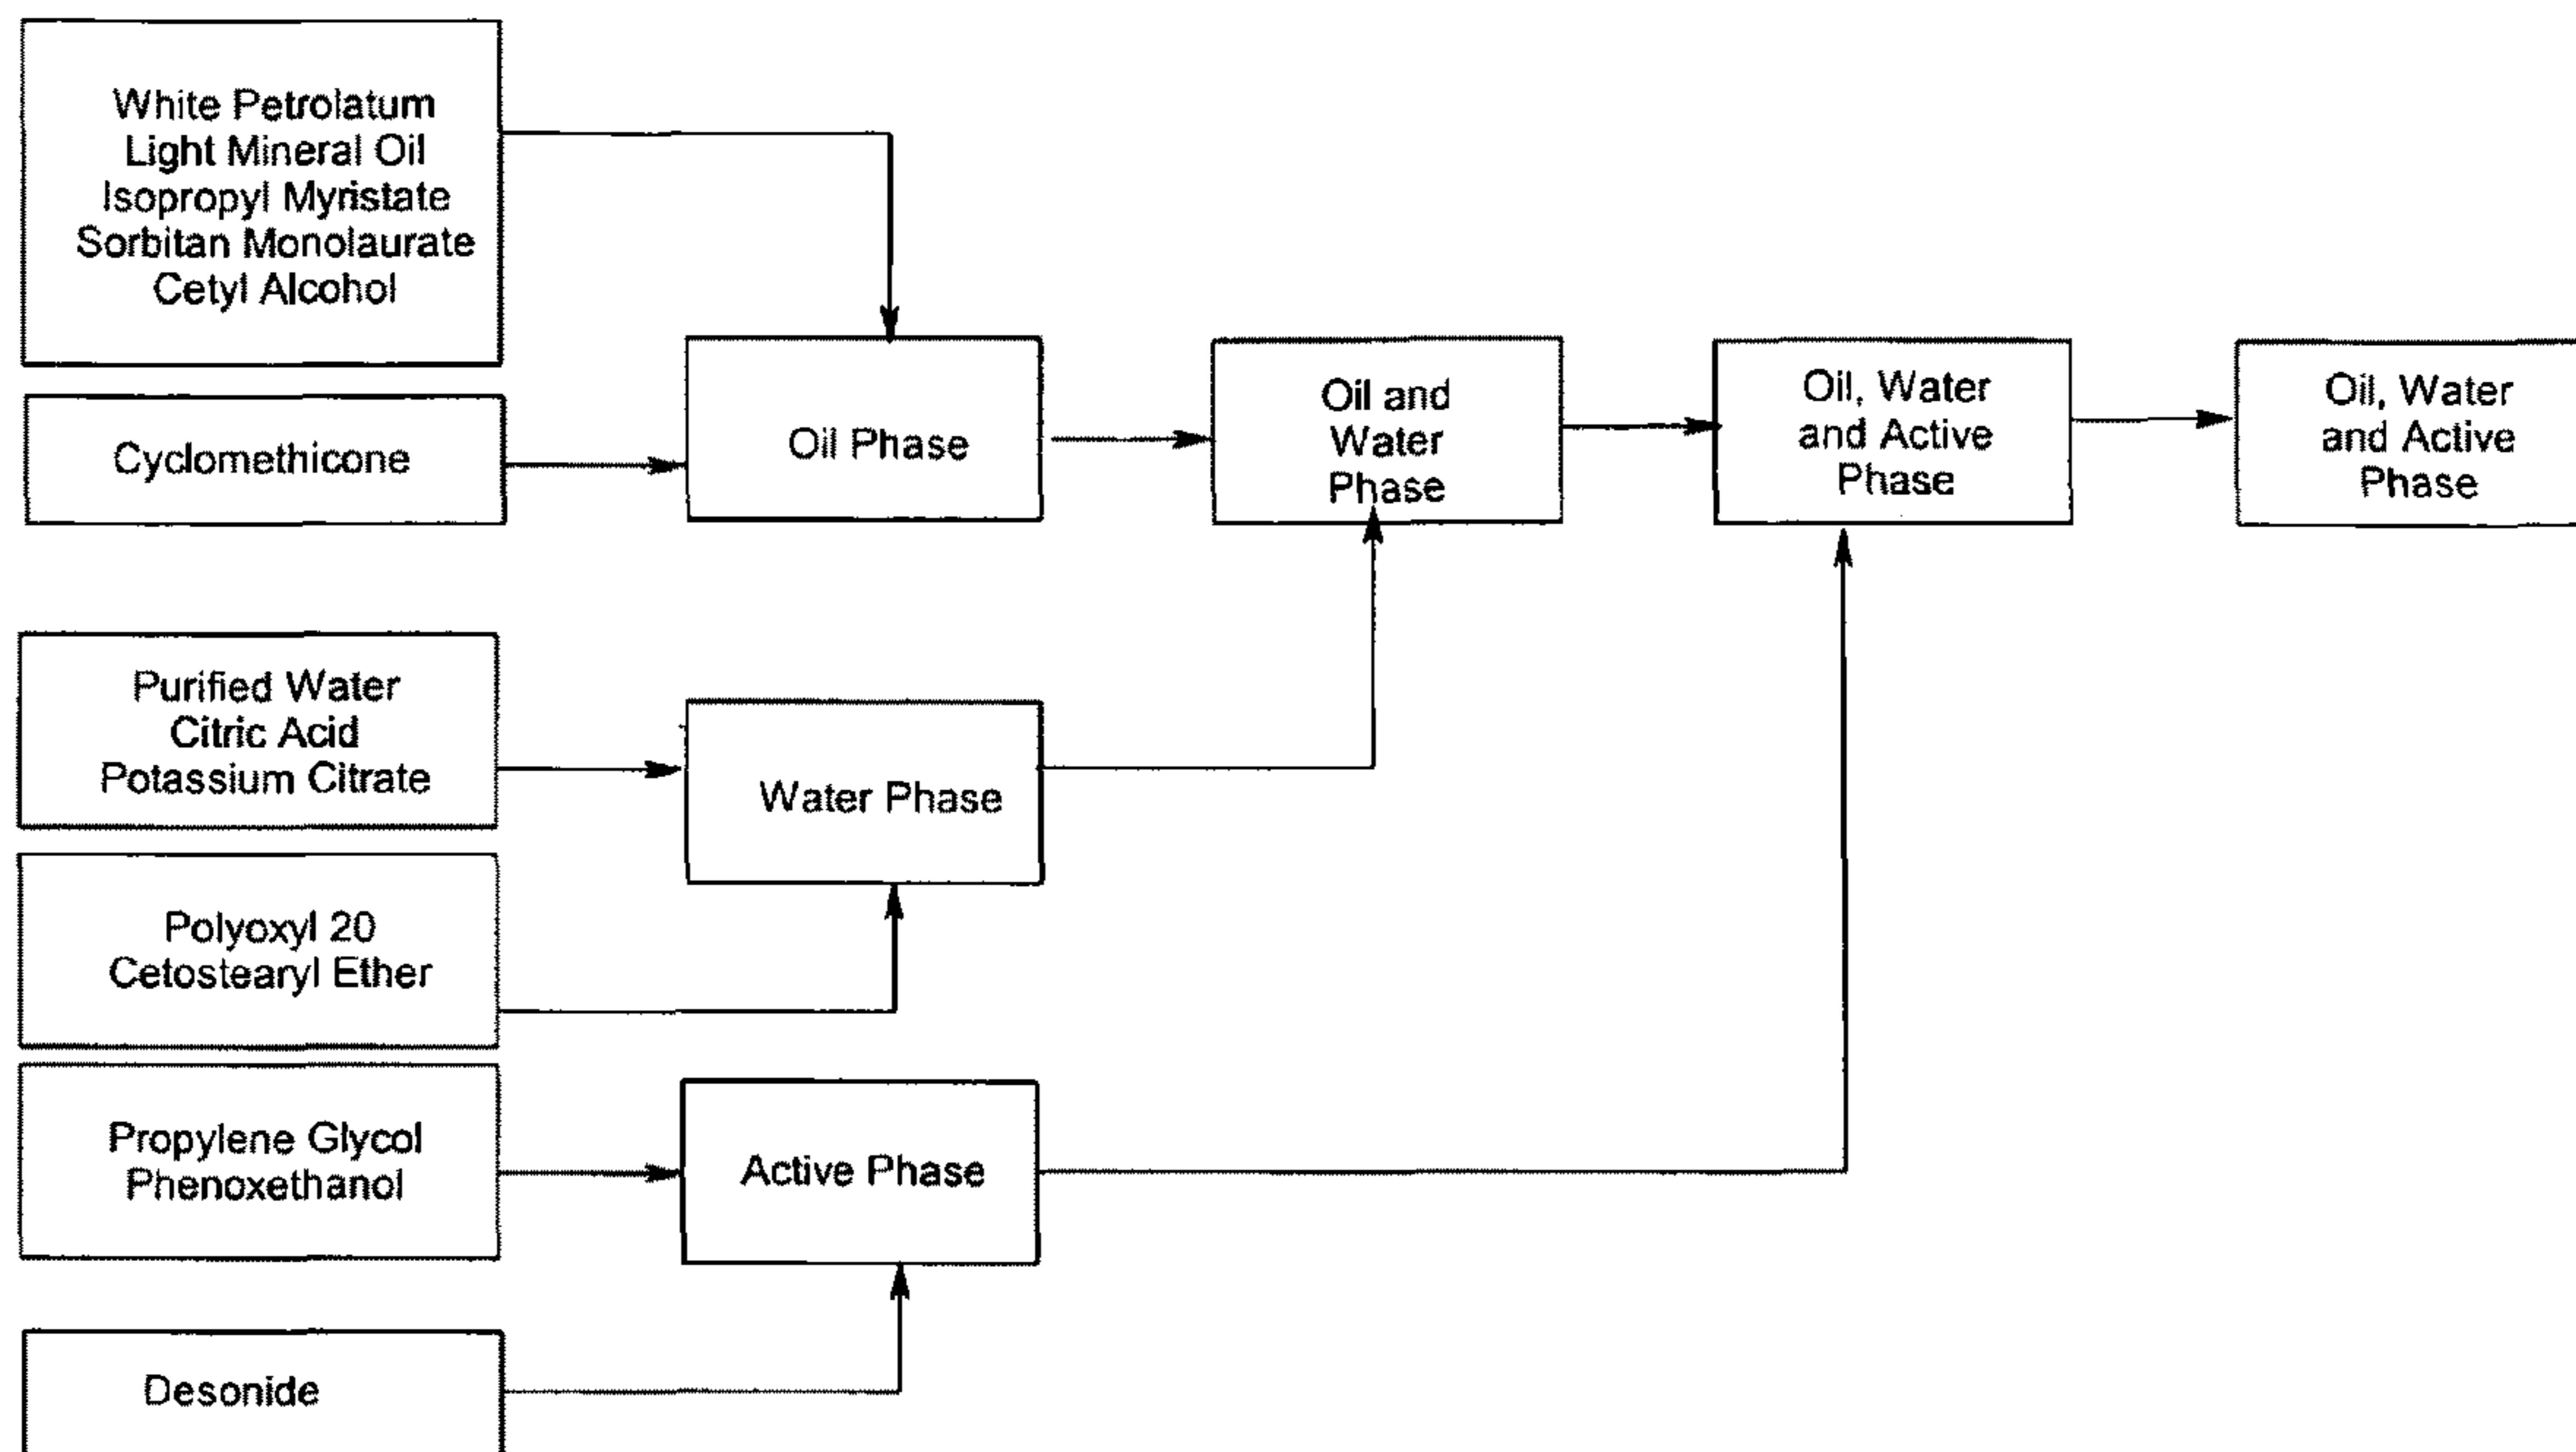 White Petrolatum
Light Mineral Oil
Isopropyl Myristate
Sorbitan Monolaurate
Cetyl Alcohol
Cyclomethicone
Oil Phase
Oil and
Water
Phase
Oil, Water
and Active
Phase
Oil, Water
and Active
Phase
Purified Water
Citric Acid
Potassium Citrate
Water Phase
Polyoxyl 20
Cetostearyl Ether
Propylene Glycol
Phenoxethanol
Active Phase
Desonide